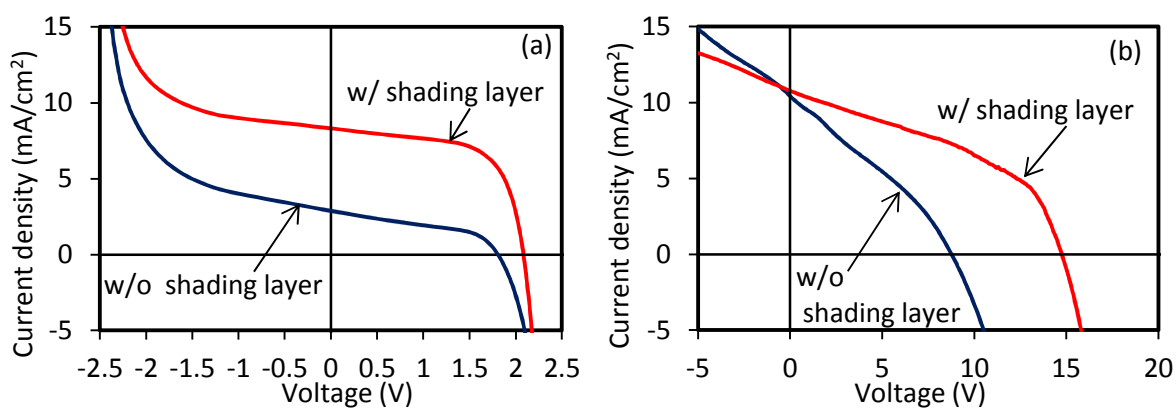 15
10
5
0
-5
Current density (mA/cm²)
(a)
w/ shading layer
w/o shading layer
-2.5 -2 -1.5 -1 -0.5 0 0.5 1 1.5 2 2.5
Voltage (V)
15
10
5
0
-5
Current density (mA/cm²)
(b)
w/ shading layer
w/o
shading layer
-5 0 5 10 15 20
Voltage (V)